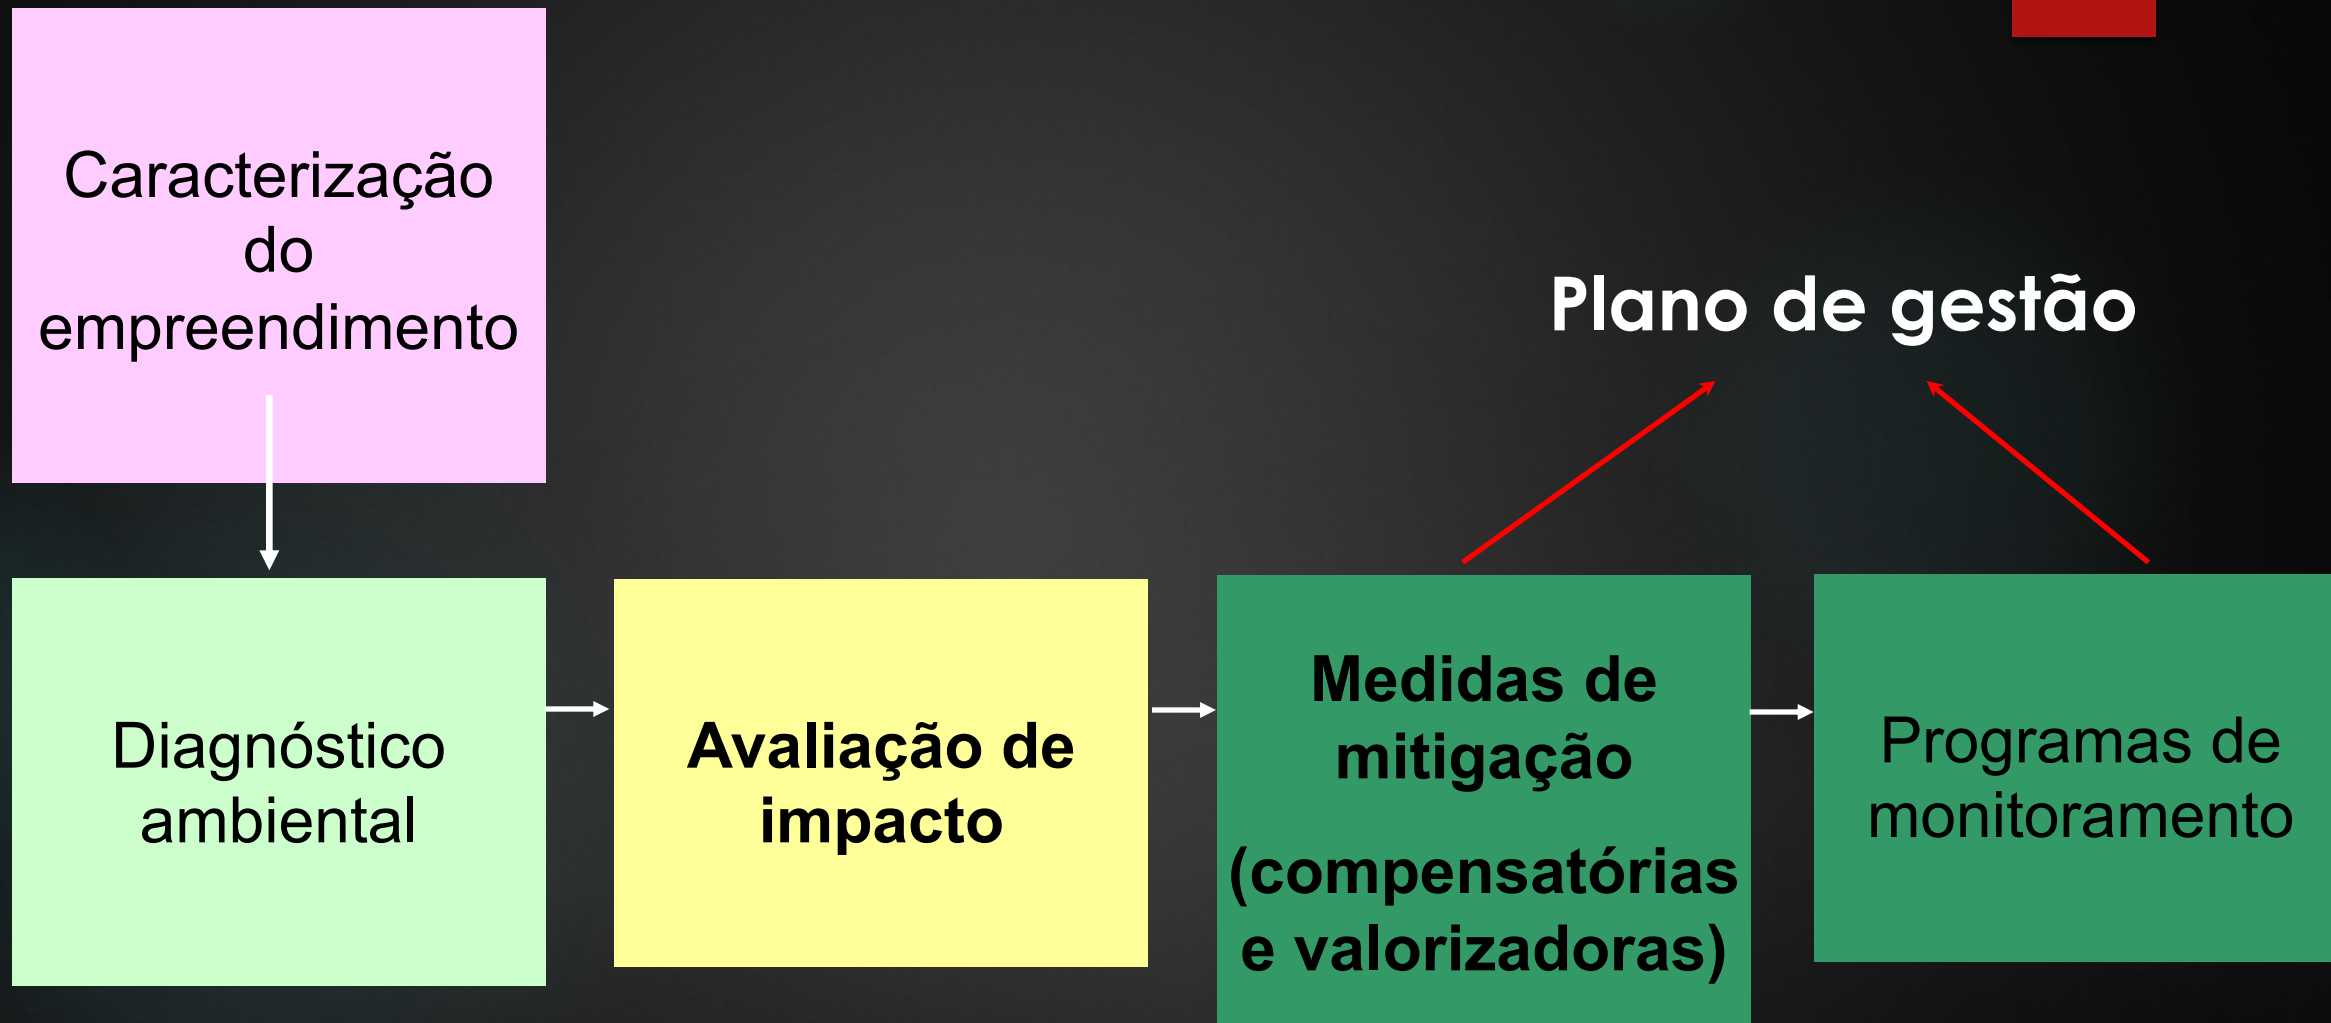 Caracterização
do
empreendimento
Plano de gestão
Diagnóstico
ambiental
Avaliação de
impacto
Medidas de
mitigação
(compensatórias
e valorizadoras)
Programas de
monitoramento